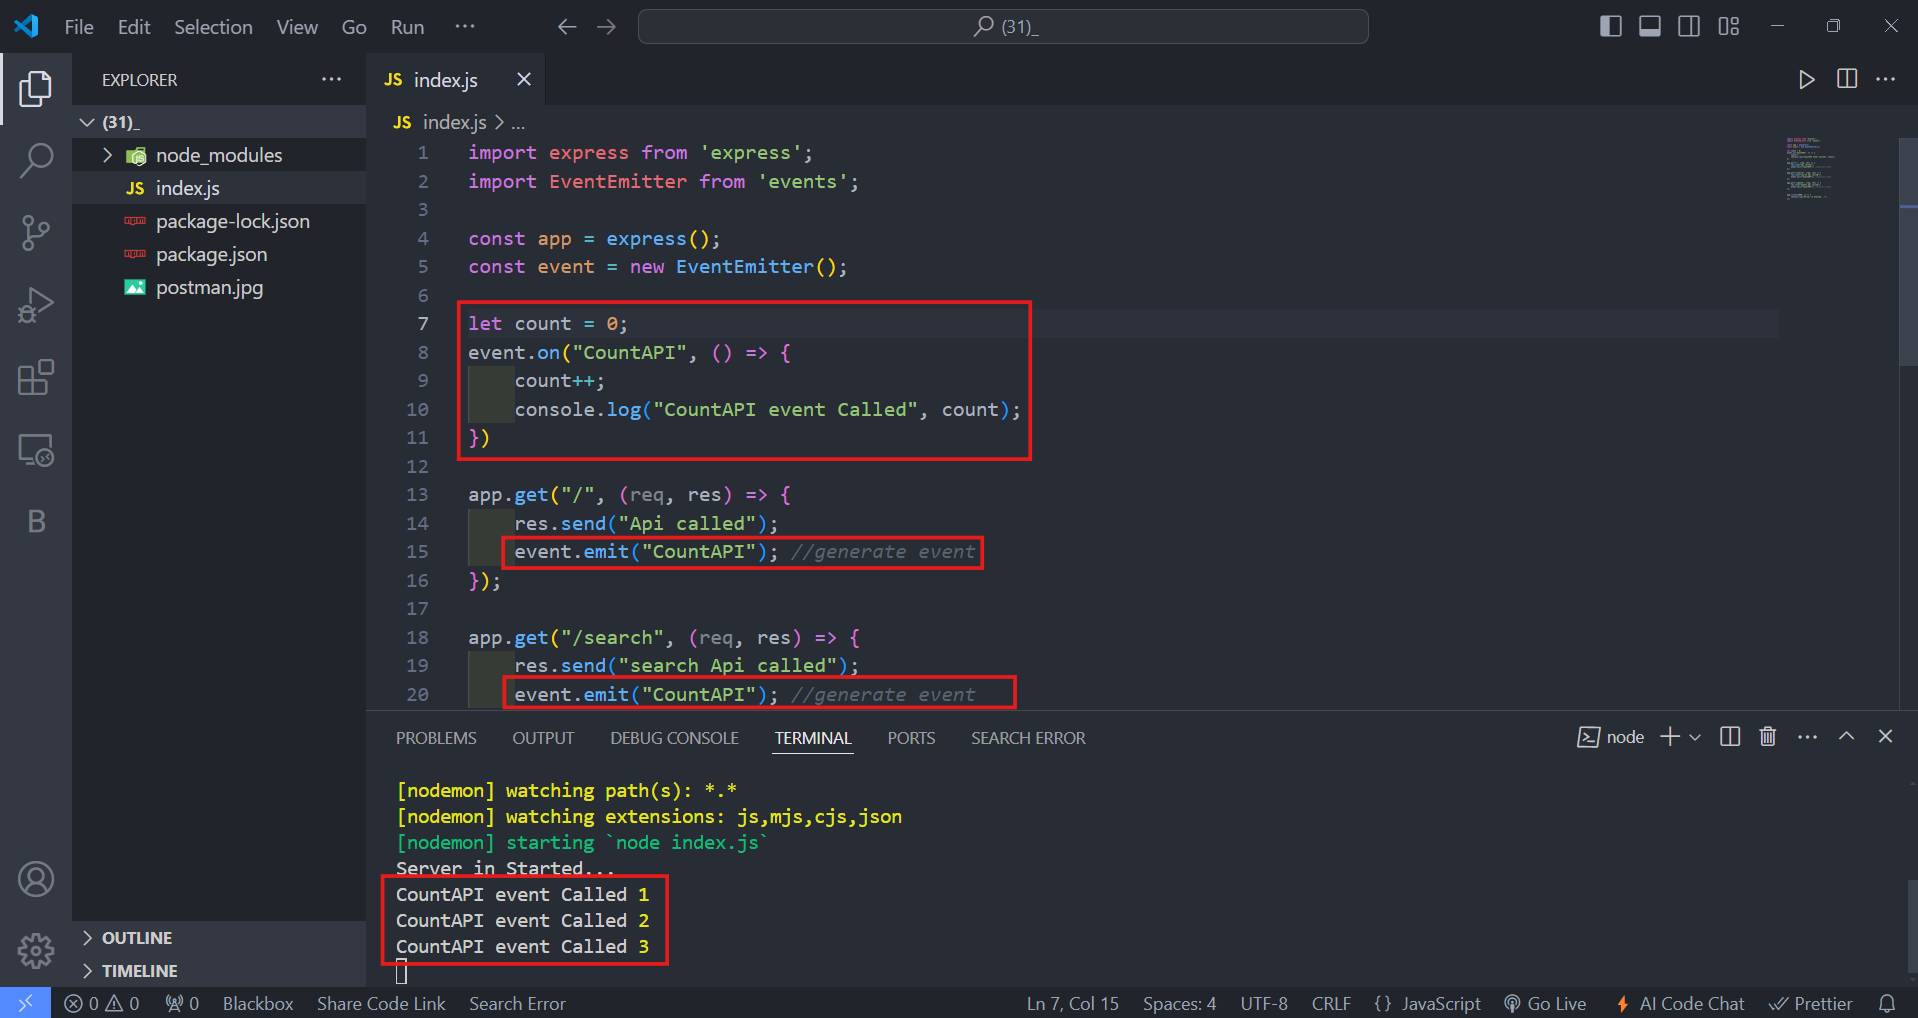 File Edit Selection View Go Run ··· (31)_
EXPLORER ···
(31)_
node_modules
JS index.js
package-lock.json
package.json
postman.jpg
OUTLINE
TIMELINE
JS index.js
JS index.js > ...
1 import express from 'express';
2 import EventEmitter from 'events';
3
4 const app = express();
5 const event = new EventEmitter();
6
7 let count = 0;
8 event.on("CountAPI", () => {
9 count++;
10 console.log("CountAPI event Called", count);
11 })
12
13 app.get("/", (req, res) => {
14 res.send("Api called");
15 event.emit("CountAPI"); //generate event
16 });
17
18 app.get("/search", (req, res) => {
19 res.send("search Api called");
20 event.emit("CountAPI"); //generate event
PROBLEMS OUTPUT DEBUG CONSOLE TERMINAL PORTS SEARCH ERROR node
[nodemon] watching path(s): *.*
[nodemon] watching extensions: js,mjs,cjs,json
[nodemon] starting `node index.js`
Server in Started...
CountAPI event Called 1
CountAPI event Called 2
CountAPI event Called 3
0 0 0 Blackbox Share Code Link Search Error Ln 7, Col 15 Spaces: 4 UTF-8 CRLF {} JavaScript Go Live AI Code Chat Prettier